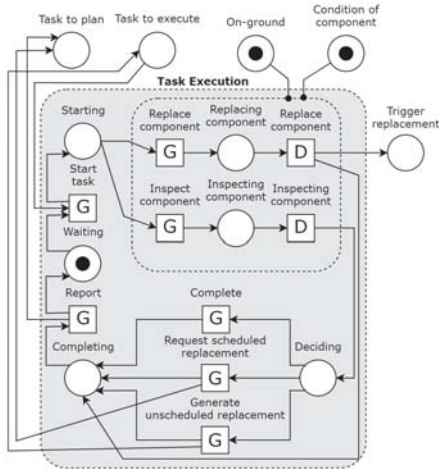 Task to plan
Task to execute
On-ground
Condition of
component
Task Execution
Starting
Replace
component
Replacing
component
Replace
component
Trigger
replacement
G
D
Start
task
G
Inspect
component
Inspecting
component
Inspecting
component
G
D
Waiting
Report
G
Complete
G
Completing
Request scheduled
replacement
G
Deciding
Generate
unscheduled replacement
G